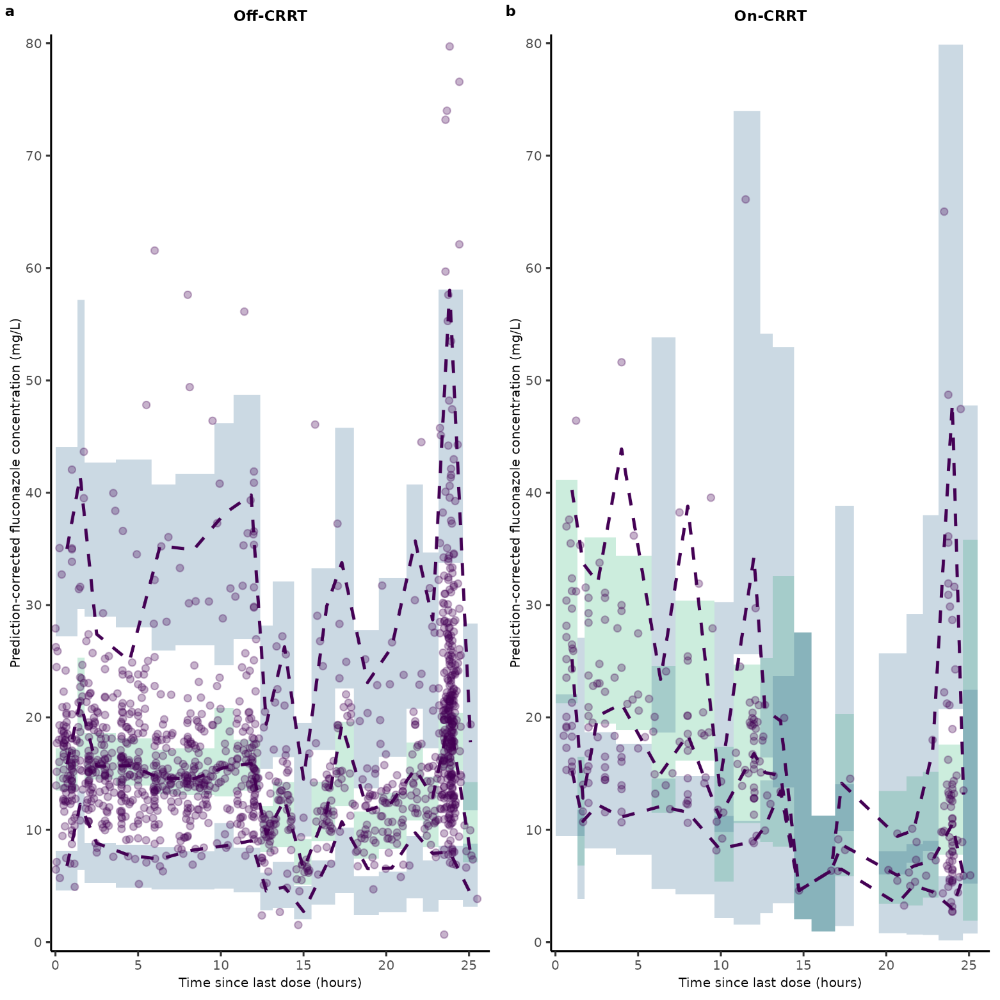 a
Off-CRRT
Prediction-corrected fluconazole concentration (mg/L)
80
70
60
50
40
30
20
10
0
0 5 10 15 20 25
Time since last dose (hours)
b
On-CRRT
Prediction-corrected fluconazole concentration (mg/L)
80
70
60
50
40
30
20
10
0
0 5 10 15 20 25
Time since last dose (hours)